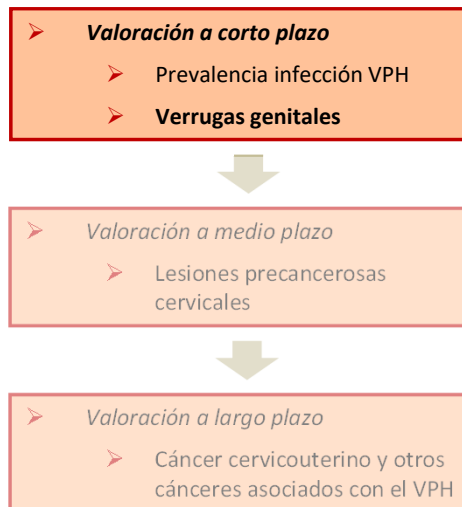 Valoración a corto plazo
Prevalencia infección VPH
Verrugas genitales
Valoración a medio plazo
Lesiones precancerosas
cervicales
Valoración a largo plazo
Cáncer cervicouterino y otros
cánceres asociados con el VPH